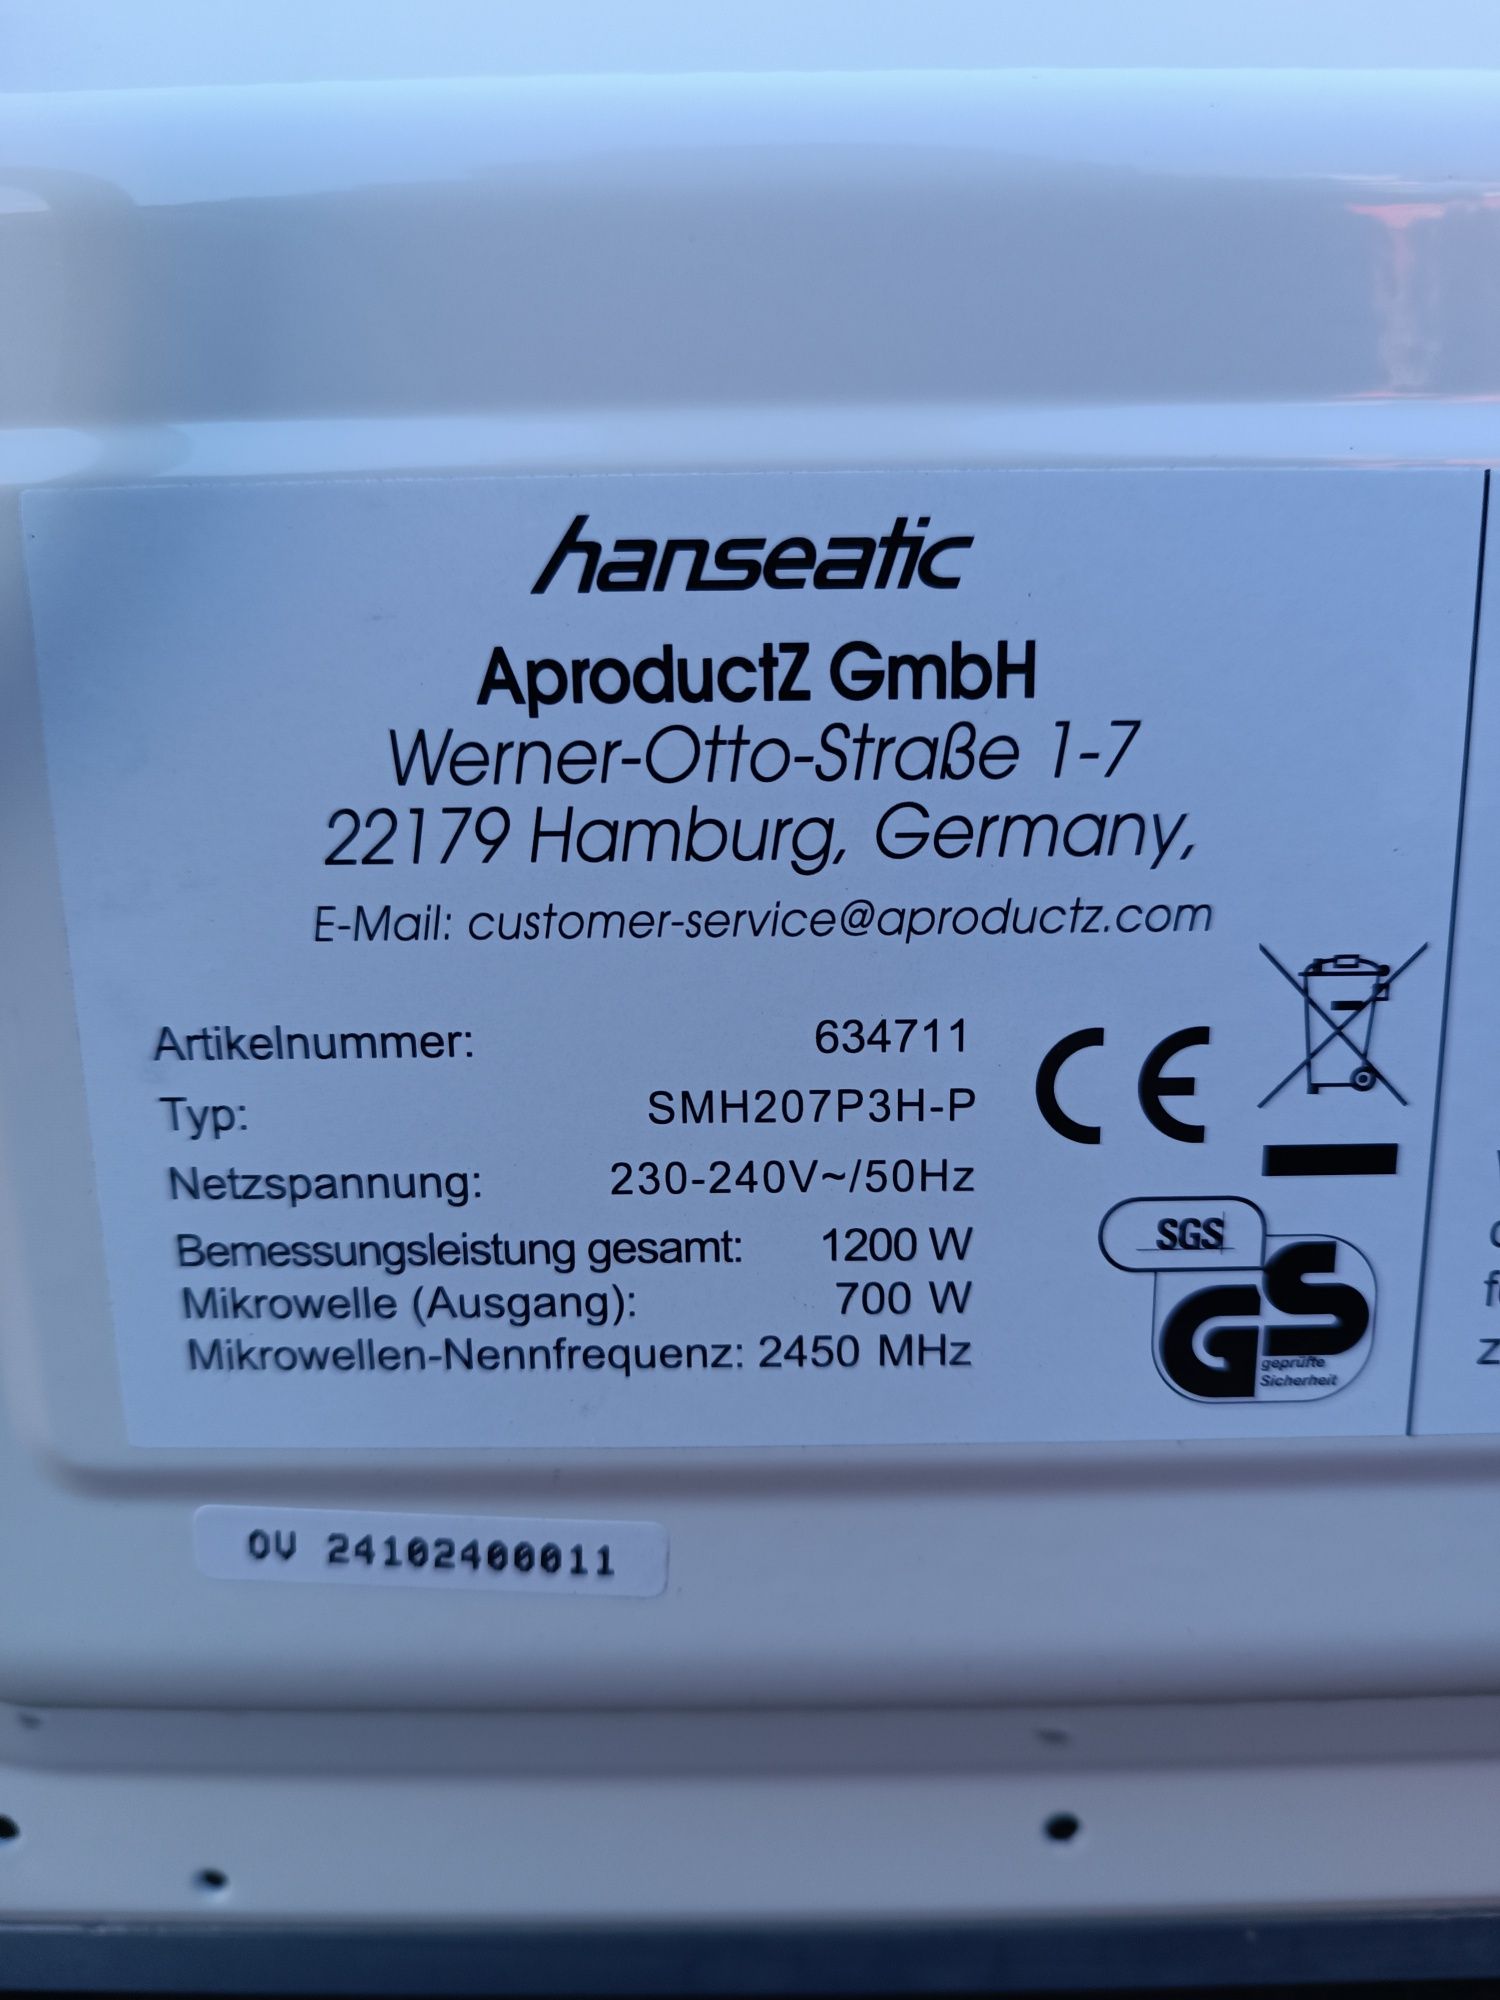 hanseatic
AproductZ GmbH
Werner-Otto-Straße 1-7
22179 Hamburg, Germany,
E-Mail: customer-service@aproductz.com
Artikelnummer: 634711
Typ: SMH207P3H-P
Netzspannung: 230-240V~/50Hz
Bemessungsleistung gesamt: 1200 W
Mikrowelle (Ausgang): 700 W
Mikrowellen-Nennfrequenz: 2450 MHz
CE
SGS
GS
geprüfte
Sicherheit
OV 24102400011